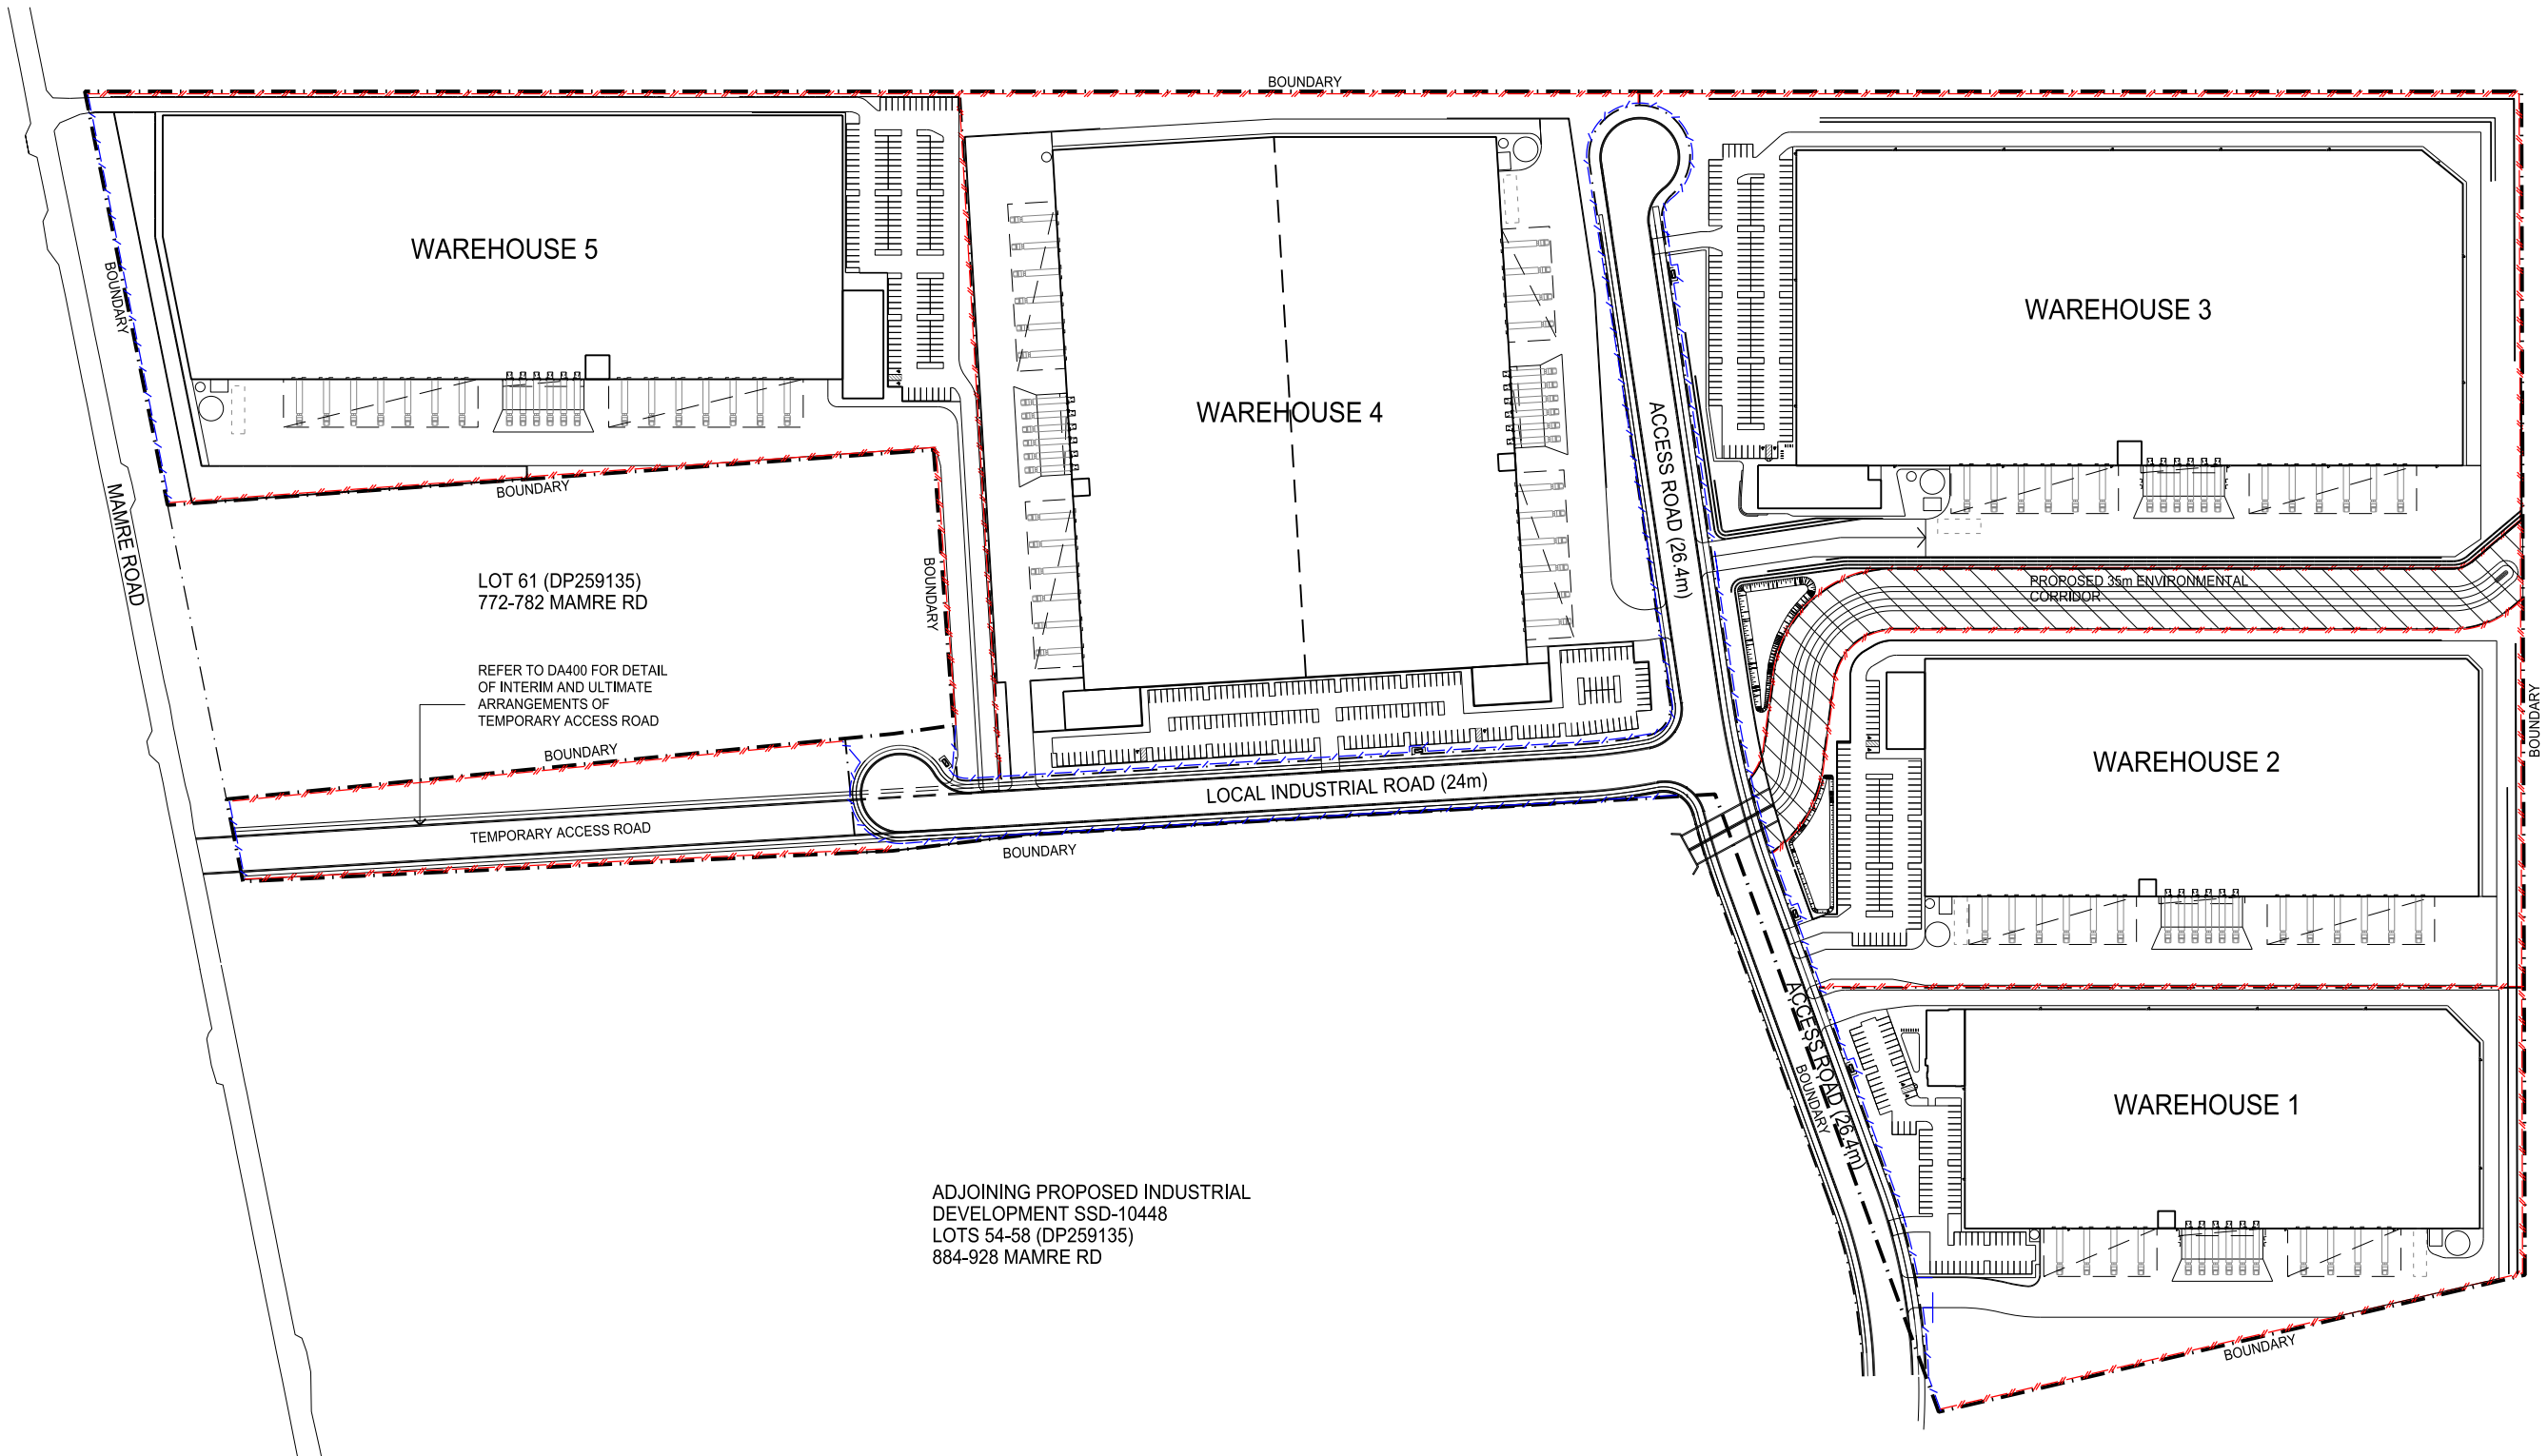 BOUNDARY
WAREHOUSE 5
BOUNDARY
WAREHOUSE 4
WAREHOUSE 3
ACCESS ROAD (26.4m)
MAMRE ROAD
BOUNDARY
BOUNDARY
LOT 61 (DP259135)
772-782 MAMRE RD
PROPOSED 35m ENVIRONMENTAL
CORRIDOR
REFER TO DA400 FOR DETAIL
OF INTERIM AND ULTIMATE
ARRANGEMENTS OF
TEMPORARY ACCESS ROAD
BOUNDARY
BOUNDARY
WAREHOUSE 2
LOCAL INDUSTRIAL ROAD (24m)
TEMPORARY ACCESS ROAD
BOUNDARY
ACCESS ROAD (26.4m)
BOUNDARY
WAREHOUSE 1
ADJOINING PROPOSED INDUSTRIAL
DEVELOPMENT SSD-10448
LOTS 54-58 (DP259135)
884-928 MAMRE RD
BOUNDARY